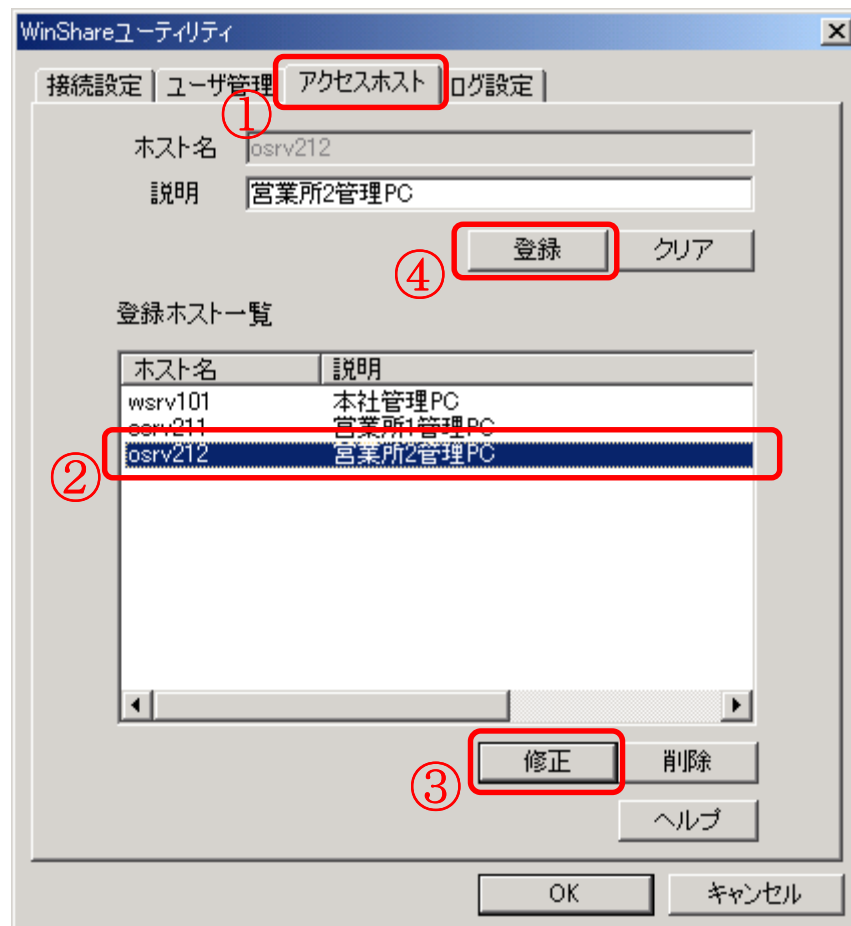 WinShareユーティリティ
接続設定 ユーザ管理 アクセスホスト ログ設定
①
ホスト名 osrv212
説明 営業所2管理PC
登録 クリア
④
登録ホスト一覧
ホスト名 説明
wsrv101 本社管理PC
osrv211 営業所1管理PC
osrv212 営業所2管理PC
②
修正 削除
③
ヘルプ
OK キャンセル